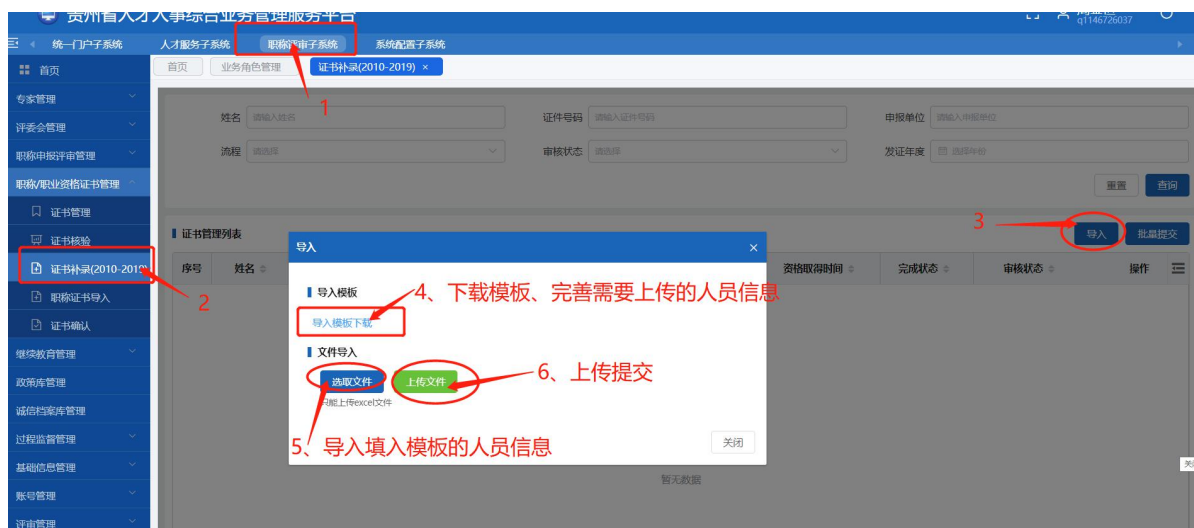 贵州省人才人事综合业务管理服务平台
q1146726037
统一门户子系统 人才服务子系统 职称评审子系统 系统配置子系统
首页 首页 业务角色管理 证书补录(2010-2019) ×
专家管理
评委会管理
职称申报评审管理
职称/职业资格证书管理
证书管理
证书核验
证书补录(2010-2019)
职称证书导入
证书确认
继续教育管理
政策库管理
诚信档案库管理
过程监督管理
基础信息管理
账号管理
评审管理
1
姓名 请输入姓名 证件号码 请输入证件号码 申报单位 请输入申报单位
流程 请选择 审核状态 请选择 发证年度 选择年份
重置 查询
3
证书管理列表 导入 批量提交
序号 姓名 资格取得时间 完成状态 审核状态 操作
2
导入 ×
导入模板
4、下载模板、完善需要上传的人员信息
导入模板下载
文件导入
选取文件 上传文件
6、上传提交
只能上传excel文件
5、导入填入模板的人员信息
关闭
暂无数据